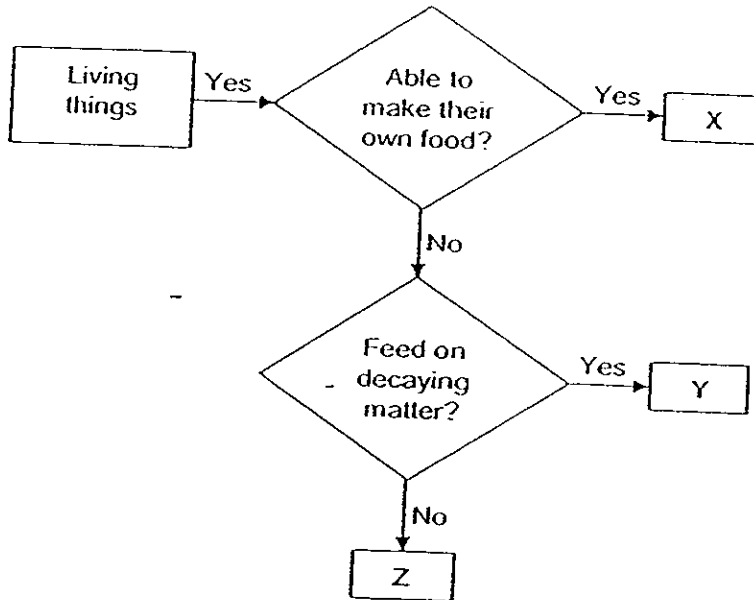 Living
things
Yes
Able to
make their
own food?
Yes
X
No
Feed on
decaying
matter?
Yes
Y
No
Z